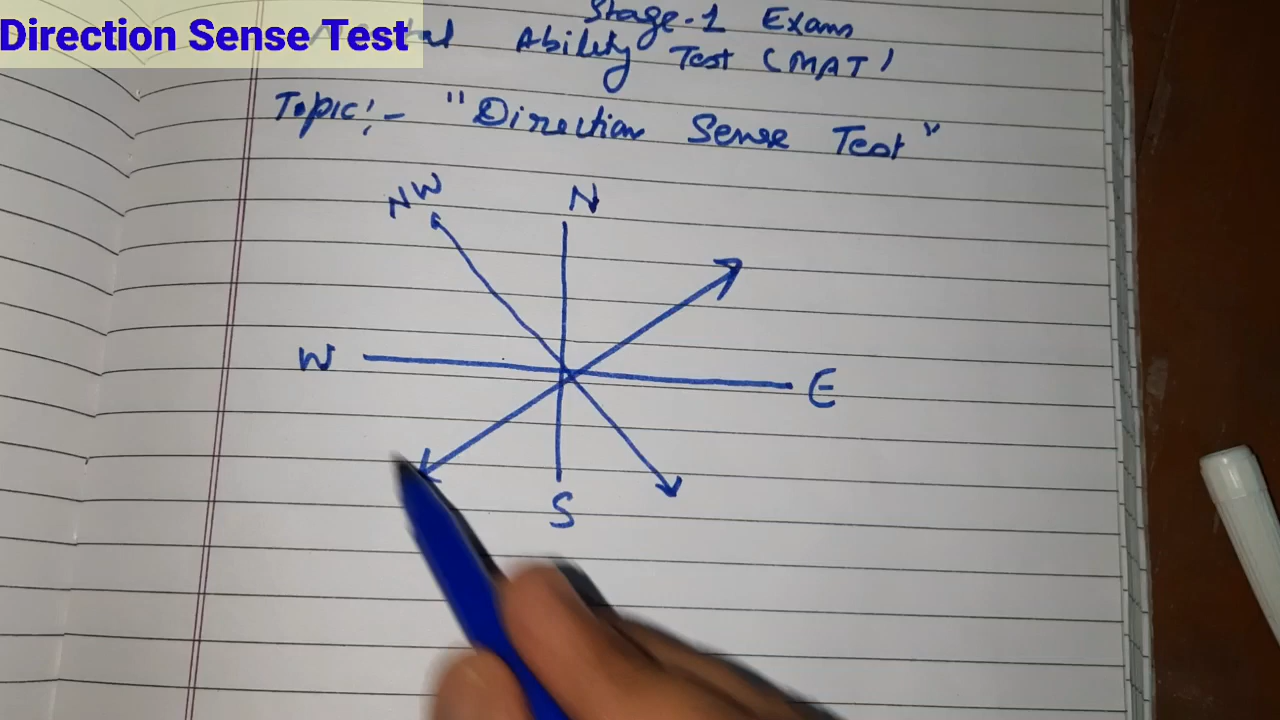 Direction Sense Test
Stage-1 Exam
Ability Test (MAT)
Topic:- "Direction Sense Test"
NW N
W E
S